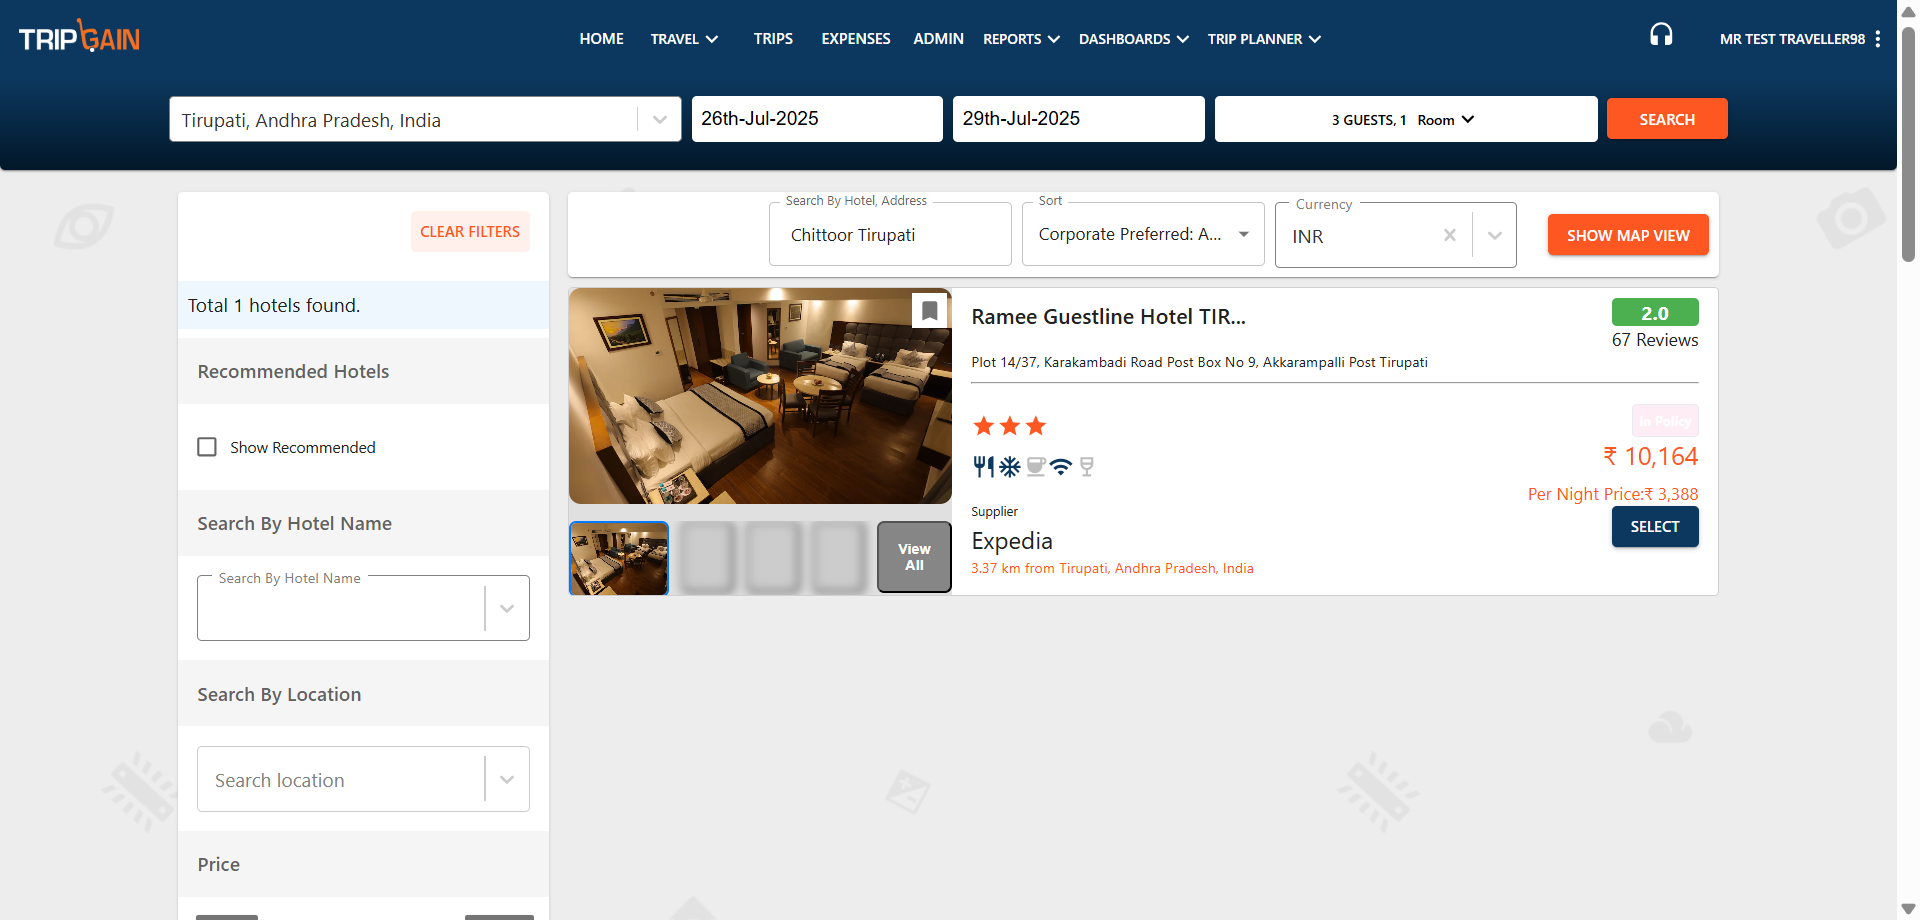 TRIPGAIN
HOME
TRAVEL
TRIPS
EXPENSES
ADMIN
REPORTS
DASHBOARDS
TRIP PLANNER
MR TEST TRAVELLER98
Tirupati, Andhra Pradesh, India
26th-Jul-2025
29th-Jul-2025
3 GUESTS, 1 Room
SEARCH
CLEAR FILTERS
Total 1 hotels found.
Recommended Hotels
Show Recommended
Search By Hotel Name
Search By Hotel Name
Search By Location
Search location
Price
Search By Hotel, Address
Chittoor Tirupati
Sort
Corporate Preferred: A...
Currency
INR
SHOW MAP VIEW
View
All
Ramee Guestline Hotel TIR...
2.0
67 Reviews
Plot 14/37, Karakambadi Road Post Box No 9, Akkarampalli Post Tirupati
In Policy
₹ 10,164
Per Night Price:₹ 3,388
SELECT
Supplier
Expedia
3.37 km from Tirupati, Andhra Pradesh, India